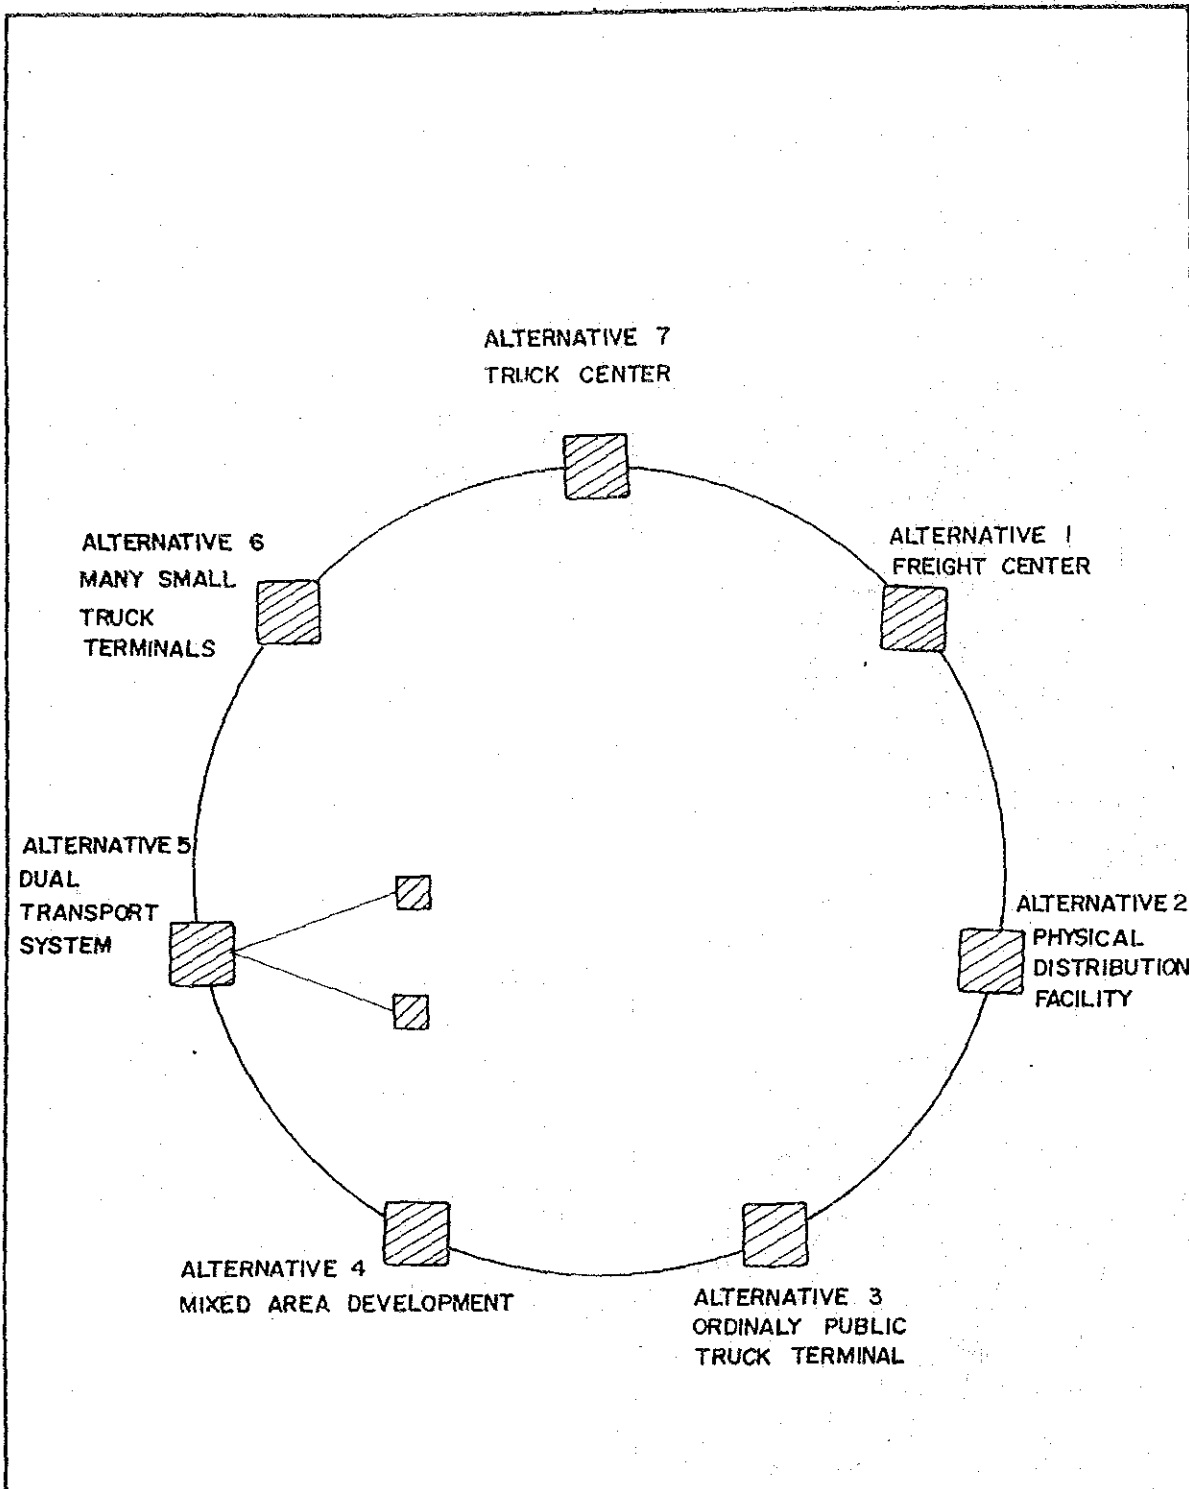 ALTERNATIVE 7
TRUCK CENTER
ALTERNATIVE 1
FREIGHT CENTER
ALTERNATIVE 6
MANY SMALL
TRUCK
TERMINALS
ALTERNATIVE 5
DUAL
TRANSPORT
SYSTEM
ALTERNATIVE 2
PHYSICAL
DISTRIBUTION
FACILITY
ALTERNATIVE 4
MIXED AREA DEVELOPMENT
ALTERNATIVE 3
ORDINALY PUBLIC
TRUCK TERMINAL